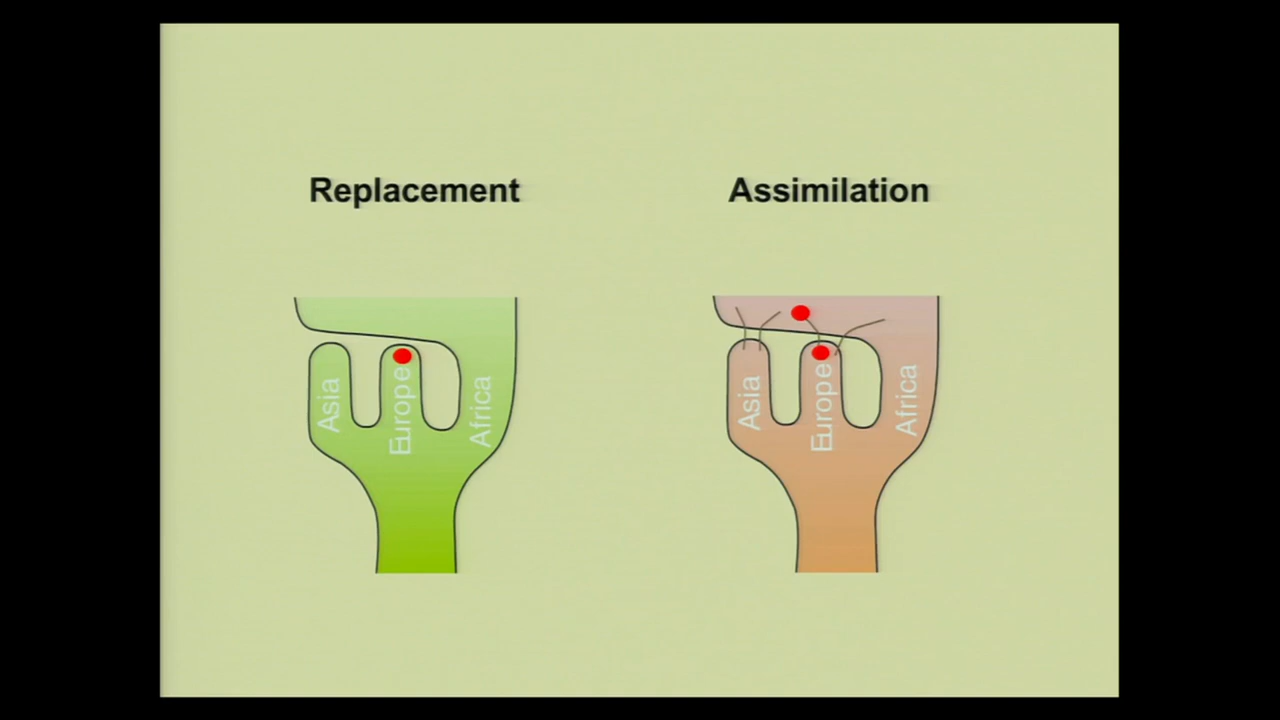 Replacement
Assimilation
Asia
Europe
Africa
Asia
Europe
Africa